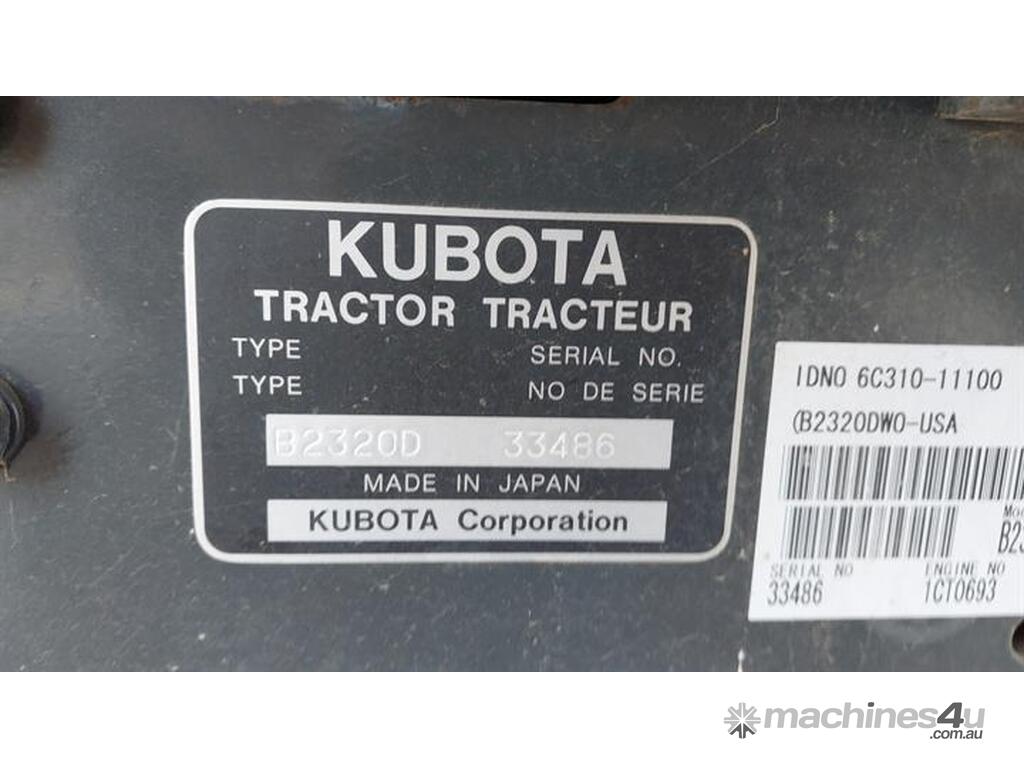 KUBOTA
TRACTOR TRACTEUR
TYPE SERIAL NO.
TYPE NO DE SERIE
B2320D 33486
MADE IN JAPAN
KUBOTA Corporation
IDNO 6C310-11100
(B2320DWO-USA
SERIAL NO ENGINE NO
33486 1CT0693
machines4u
.com.au